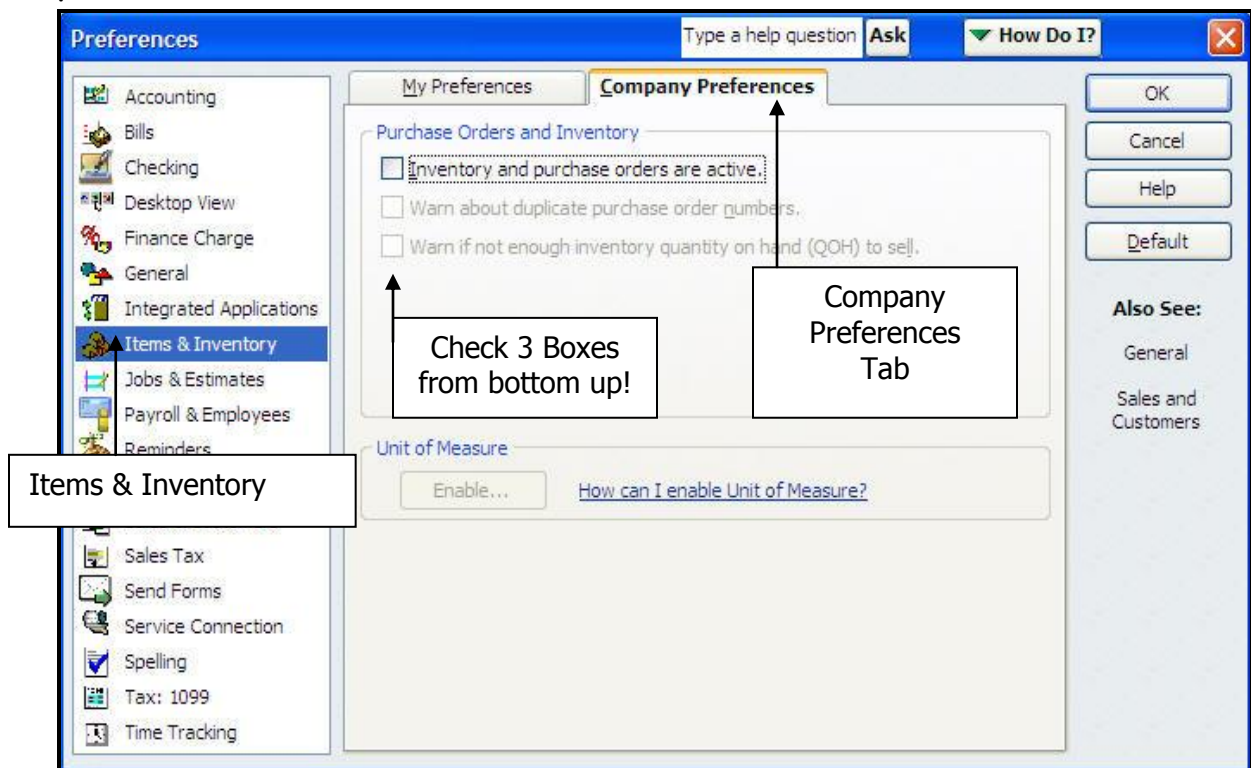 Preferences
Type a help question Ask
How Do I?
Accounting
Bills
Checking
Desktop View
Finance Charge
General
Integrated Applications
Items & Inventory
Jobs & Estimates
Payroll & Employees
Reminders
Items & Inventory
Sales Tax
Send Forms
Service Connection
Spelling
Tax: 1099
Time Tracking
My Preferences
Company Preferences
Purchase Orders and Inventory
Inventory and purchase orders are active.
Warn about duplicate purchase order numbers.
Warn if not enough inventory quantity on hand (QOH) to sell.
Check 3 Boxes
from bottom up!
Company
Preferences
Tab
Unit of Measure
Enable...
How can I enable Unit of Measure?
OK
Cancel
Help
Default
Also See:
General
Sales and
Customers